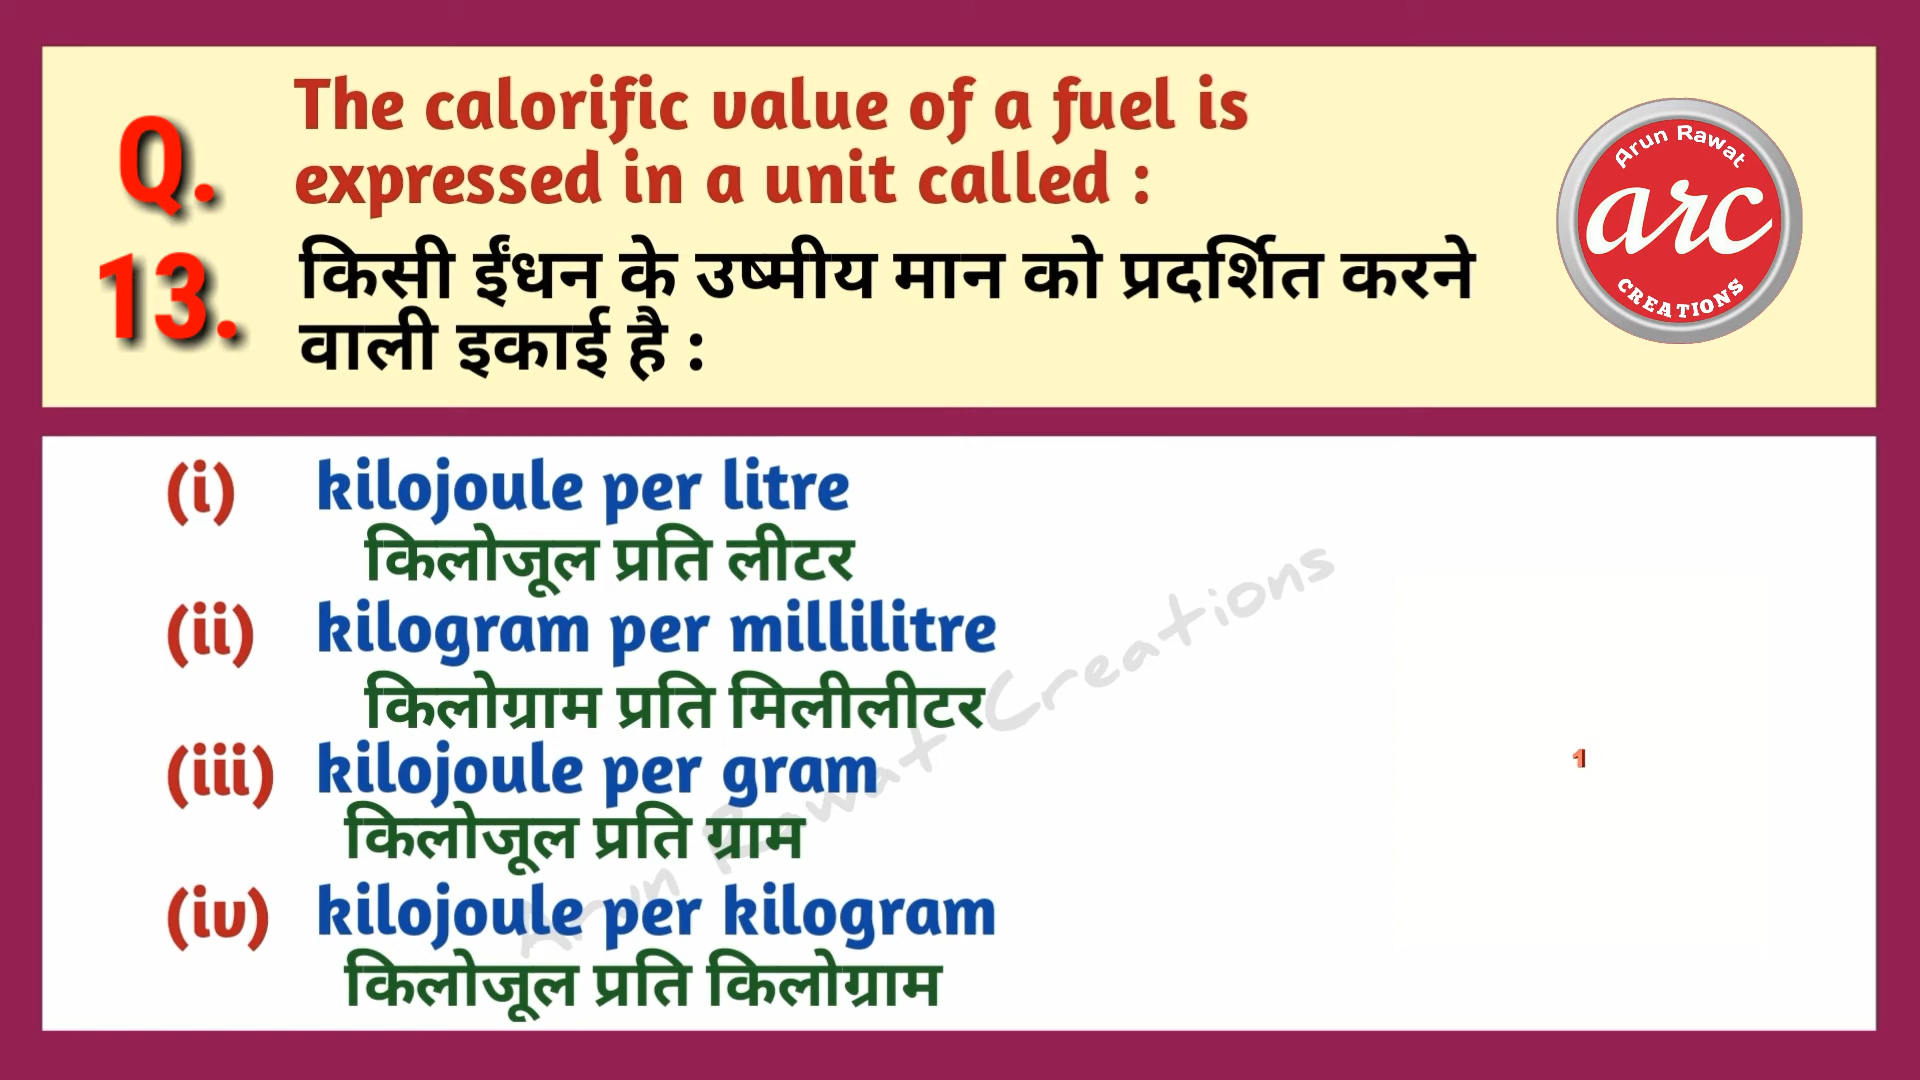 Q.
13.
The calorific value of a fuel is
expressed in a unit called :
किसी ईंधन के उष्मीय मान को प्रदर्शित करने
वाली इकाई है :
Arun Rawat
arc
CREATIONS
(i) kilojoule per litre
किलोजूल प्रति लीटर
(ii) kilogram per millilitre
किलोग्राम प्रति मिलीलीटर
(iii) kilojoule per gram
किलोजूल प्रति ग्राम
(iv) kilojoule per kilogram
किलोजूल प्रति किलोग्राम
Arun Rawat Creations
1